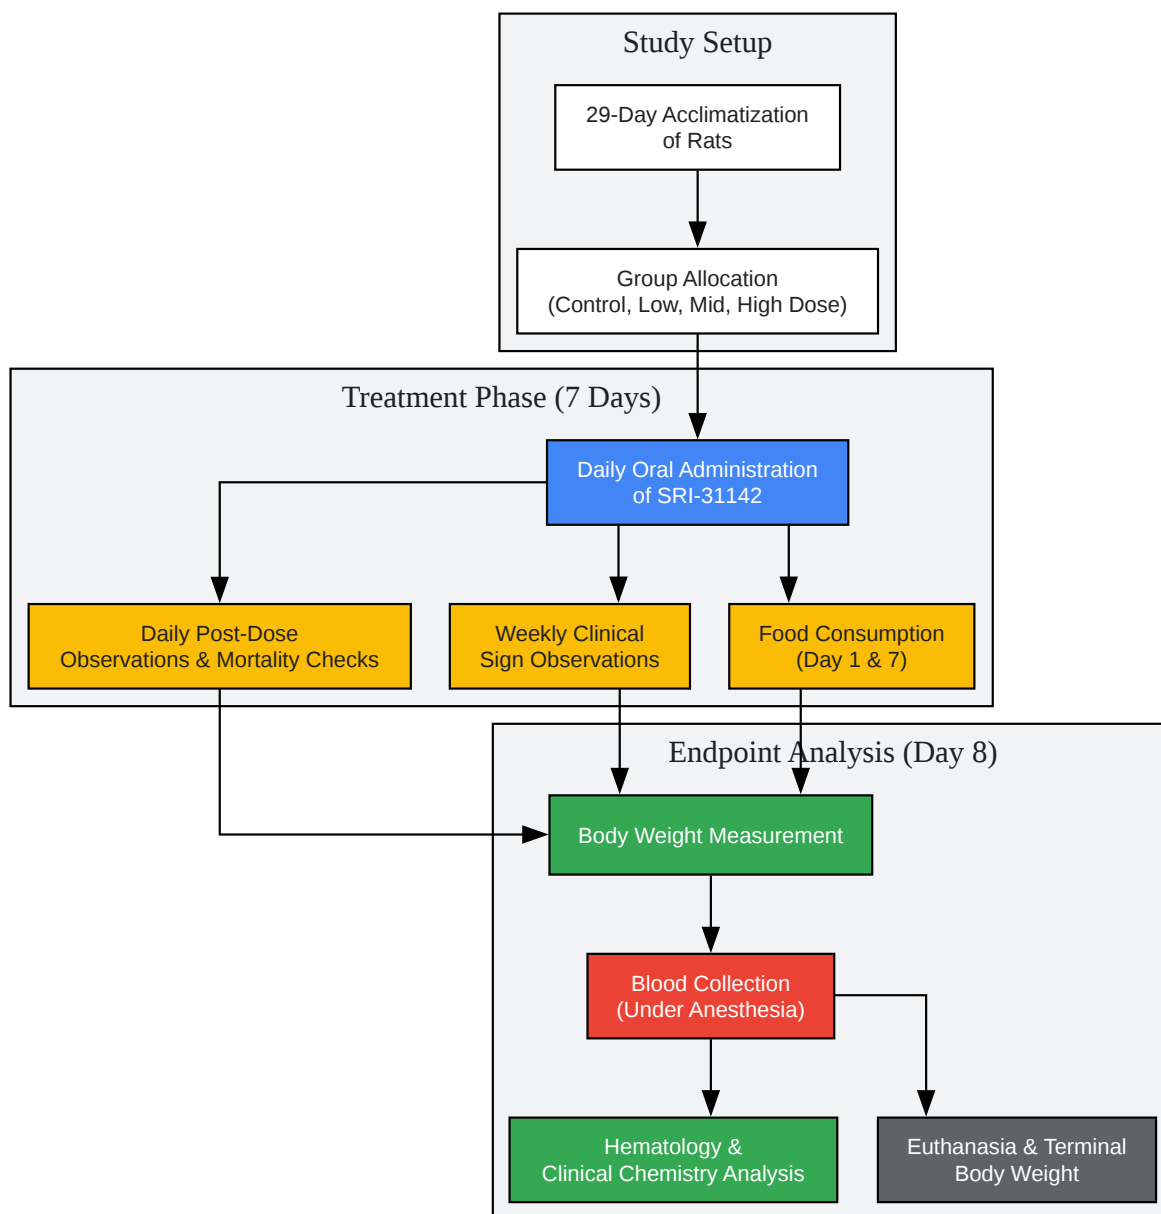 Study Setup
29-Day Acclimatization
of Rats
Group Allocation
(Control, Low, Mid, High Dose)
Treatment Phase (7 Days)
Daily Oral Administration
of SRI-31142
Daily Post-Dose
Observations & Mortality Checks
Weekly Clinical
Sign Observations
Food Consumption
(Day 1 & 7)
Endpoint Analysis (Day 8)
Body Weight Measurement
Blood Collection
(Under Anesthesia)
Hematology &
Clinical Chemistry Analysis
Euthanasia & Terminal
Body Weight